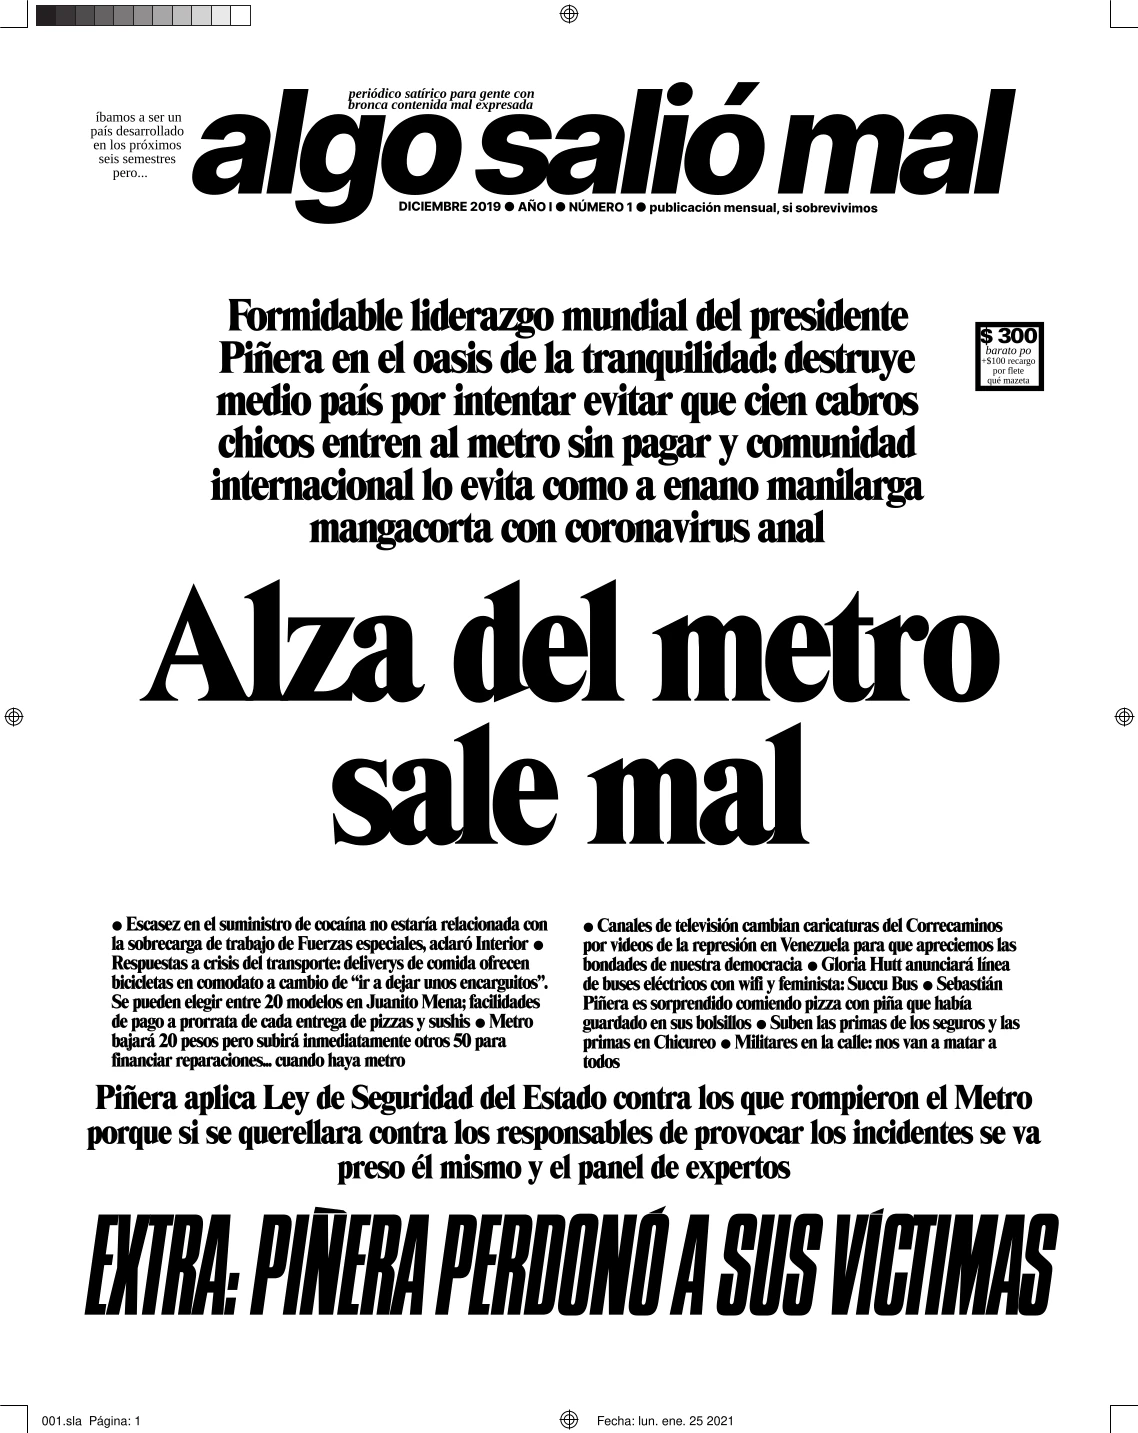 íbamos a ser un
país desarrollado
en los próximos
seis semestres
pero...
periódico satírico para gente con
bronca contenida mal expresada
algo salió mal
DICIEMBRE 2019 ● AÑO I ● NÚMERO 1 ● publicación mensual, si sobrevivimos
Formidable liderazgo mundial del presidente
Piñera en el oasis de la tranquilidad: destruye
medio país por intentar evitar que cien cabros
chicos entren al metro sin pagar y comunidad
internacional lo evita como a enano manilarga
mangacorta con coronavirus anal
$ 300
barato po
+$100 recargo
por flete
qué mazeta
Alza del metro
sale mal
● Escasez en el suministro de cocaína no estaría relacionada con
la sobrecarga de trabajo de Fuerzas especiales, aclaró Interior ●
Respuestas a crisis del transporte: deliverys de comida ofrecen
bicicletas en comodato a cambio de “ir a dejar unos encarguitos”.
Se pueden elegir entre 20 modelos en Juanito Mena; facilidades
de pago a prorrata de cada entrega de pizzas y sushis ● Metro
bajará 20 pesos pero subirá inmediatamente otros 50 para
financiar reparaciones... cuando haya metro
● Canales de televisión cambian caricaturas del Correcaminos
por videos de la represión en Venezuela para que apreciemos las
bondades de nuestra democracia ● Gloria Hutt anunciará línea
de buses eléctricos con wifi y feminista: Succu Bus ● Sebastián
Piñera es sorprendido comiendo pizza con piña que había
guardado en sus bolsillos ● Suben las primas de los seguros y las
primas en Chicureo ● Militares en la calle: nos van a matar a
todos
Piñera aplica Ley de Seguridad del Estado contra los que rompieron el Metro
porque si se querellara contra los responsables de provocar los incidentes se va
preso él mismo y el panel de expertos
EXTRA: PIÑERA PERDONÓ A SUS VÍCTIMAS
001.sla Página: 1
Fecha: lun. ene. 25 2021